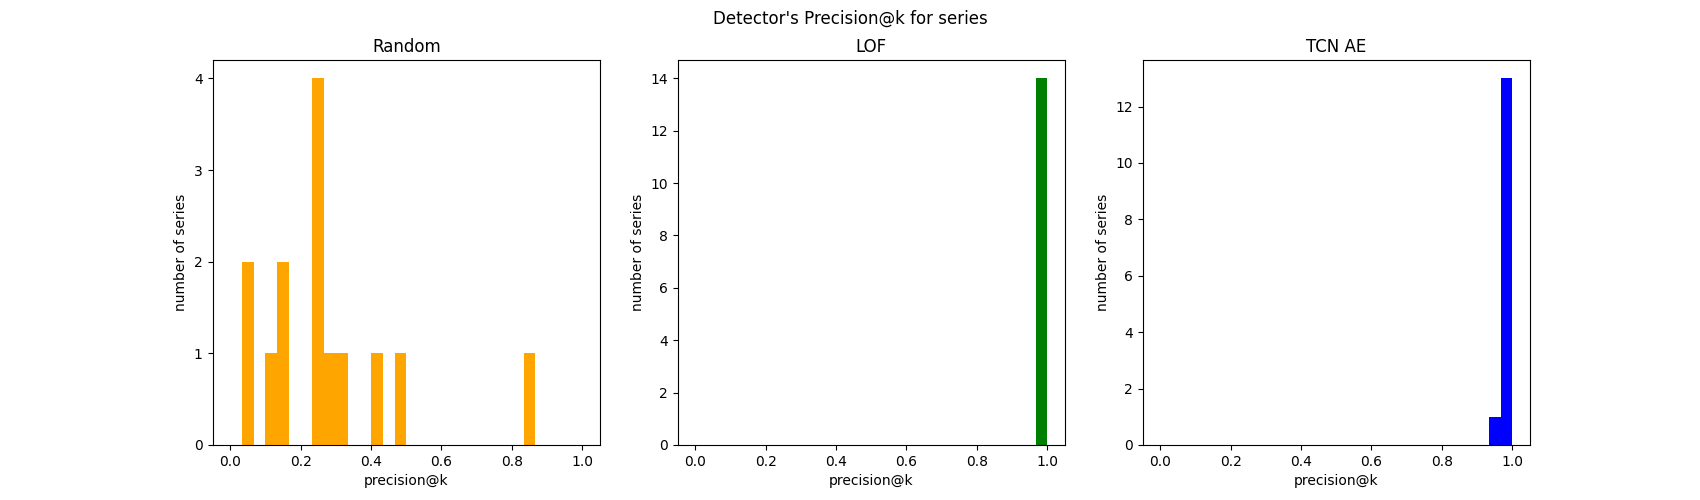 Detector's Precision@k for series
Random
4
3
2
1
0
number of series
0.0 0.2 0.4 0.6 0.8 1.0
precision@k
LOF
14
12
10
8
6
4
2
0
number of series
0.0 0.2 0.4 0.6 0.8 1.0
precision@k
TCN AE
12
10
8
6
4
2
0
number of series
0.0 0.2 0.4 0.6 0.8 1.0
precision@k